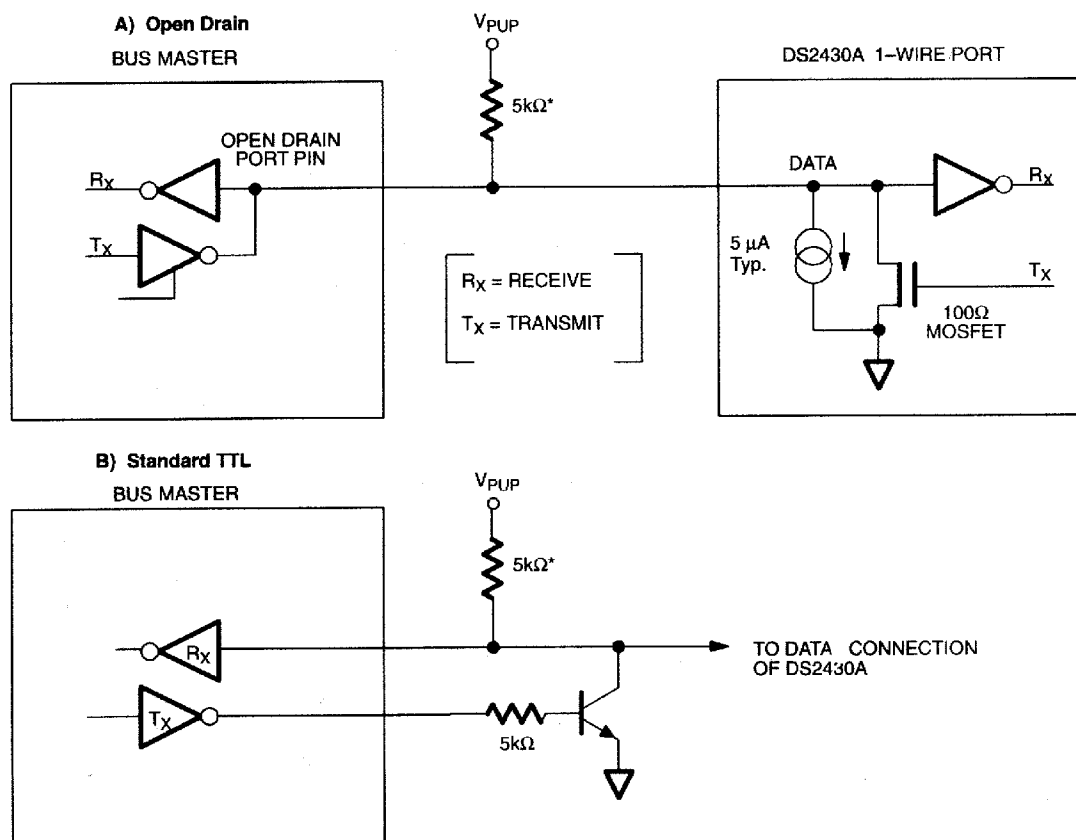 A) Open Drain
BUS MASTER
VPUP
5kΩ*
DS2430A 1–WIRE PORT
OPEN DRAIN
PORT PIN
RX
TX
DATA
RX
5 μA
Typ.
TX
100Ω
MOSFET
RX = RECEIVE
TX = TRANSMIT
B) Standard TTL
BUS MASTER
VPUP
5kΩ*
RX
TX
5kΩ
TO DATA CONNECTION
OF DS2430A